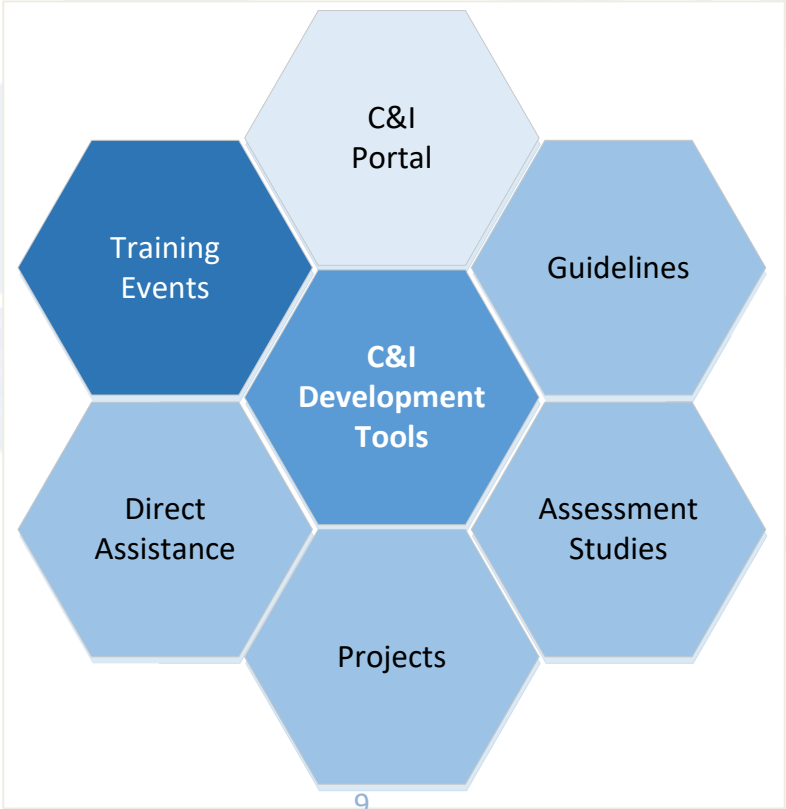 C&I
Portal
Training
Events
Guidelines
C&I
Development
Tools
Direct
Assistance
Assessment
Studies
Projects
9